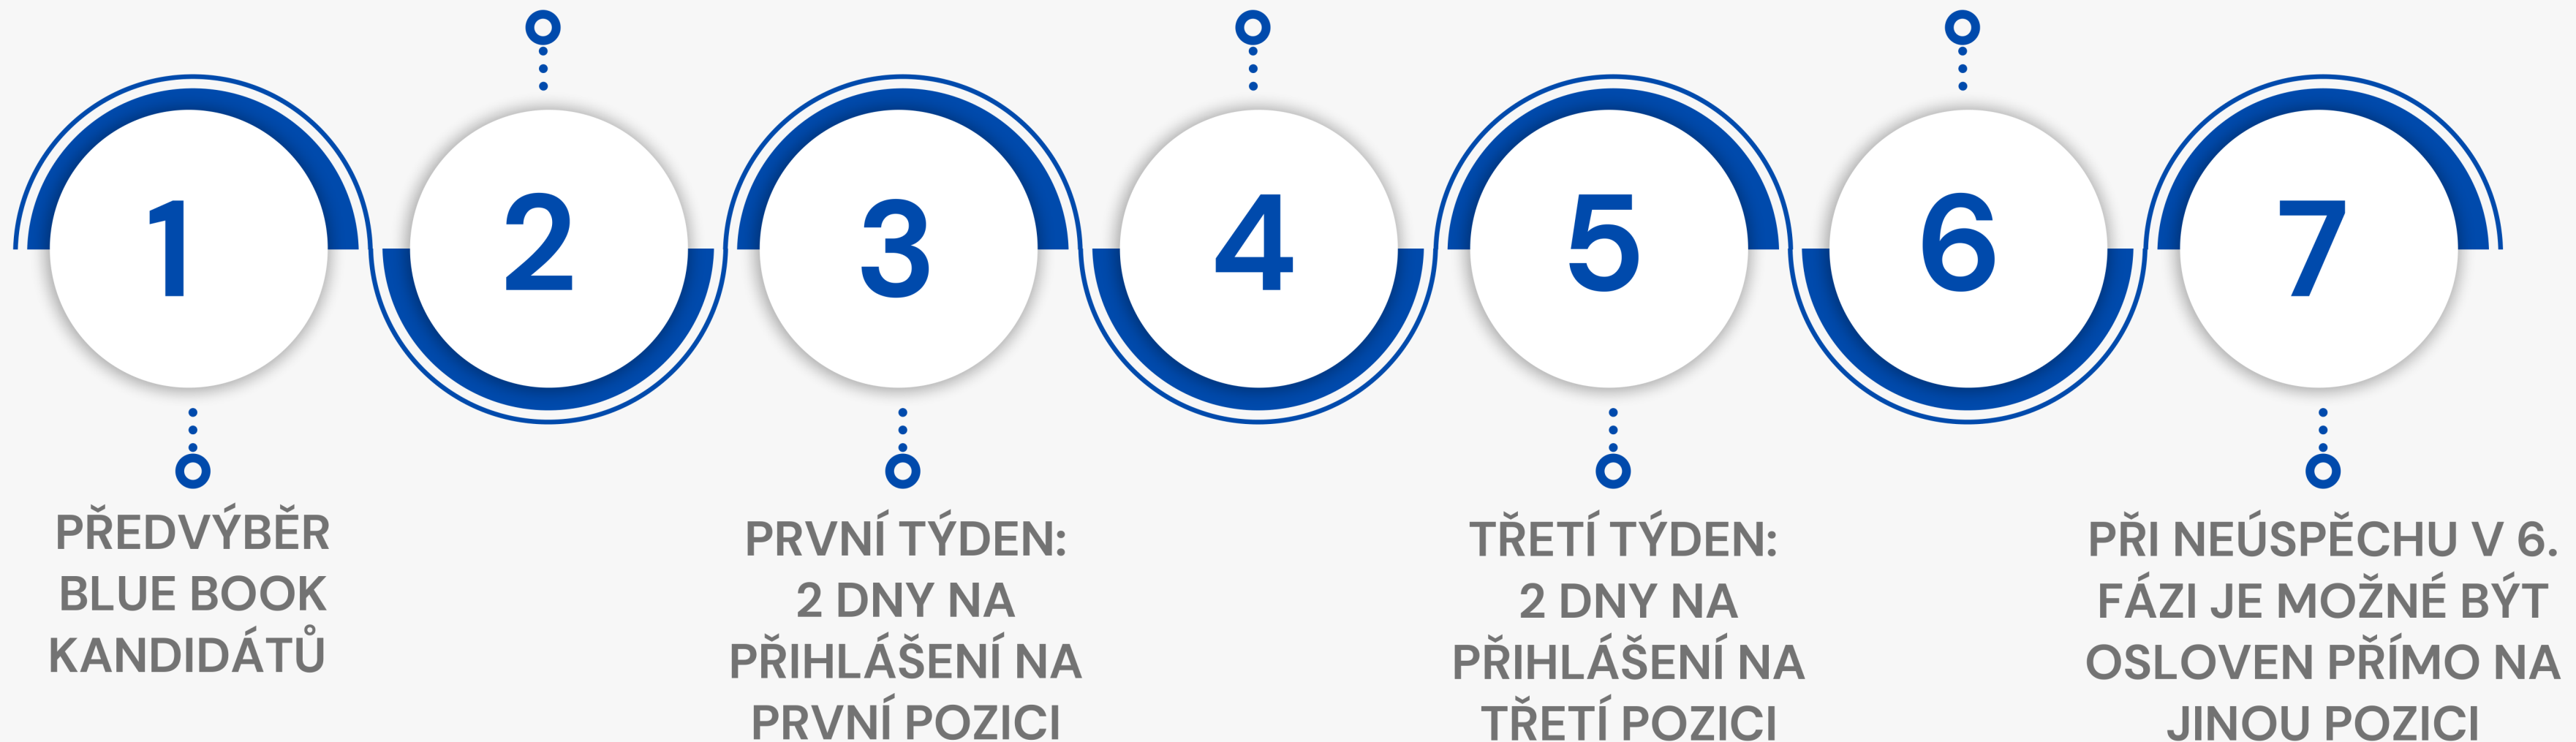 1
2
3
4
5
6
7
PŘEDVÝBĚR
BLUE BOOK
KANDIDÁTŮ
PRVNÍ TÝDEN:
2 DNY NA
PŘIHLÁŠENÍ NA
PRVNÍ POZICI
TŘETÍ TÝDEN:
2 DNY NA
PŘIHLÁŠENÍ NA
TŘETÍ POZICI
PŘI NEÚSPĚCHU V 6.
FÁZI JE MOŽNÉ BÝT
OSLOVEN PŘÍMO NA
JINOU POZICI